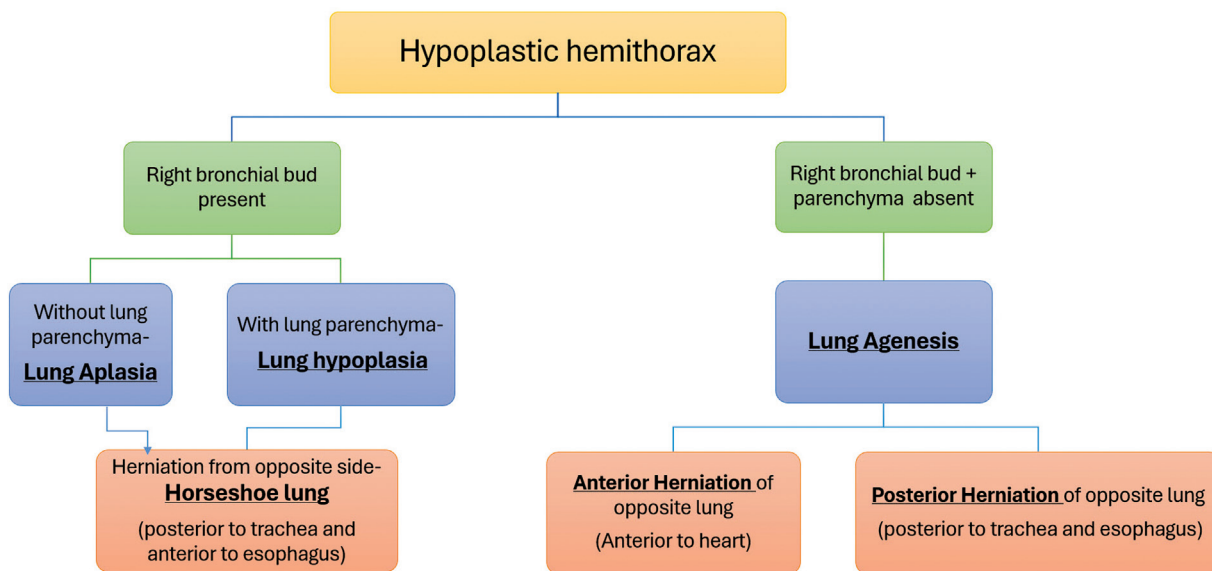 Hypoplastic hemithorax
Right bronchial bud
present
Right bronchial bud +
parenchyma absent
Without lung
parenchyma-
Lung Aplasia
With lung parenchyma-
Lung hypoplasia
Lung Agenesis
Herniation from opposite side-
Horseshoe lung
(posterior to trachea and
anterior to esophagus)
Anterior Herniation of
opposite lung
(Anterior to heart)
Posterior Herniation of opposite lung
(posterior to trachea and esophagus)